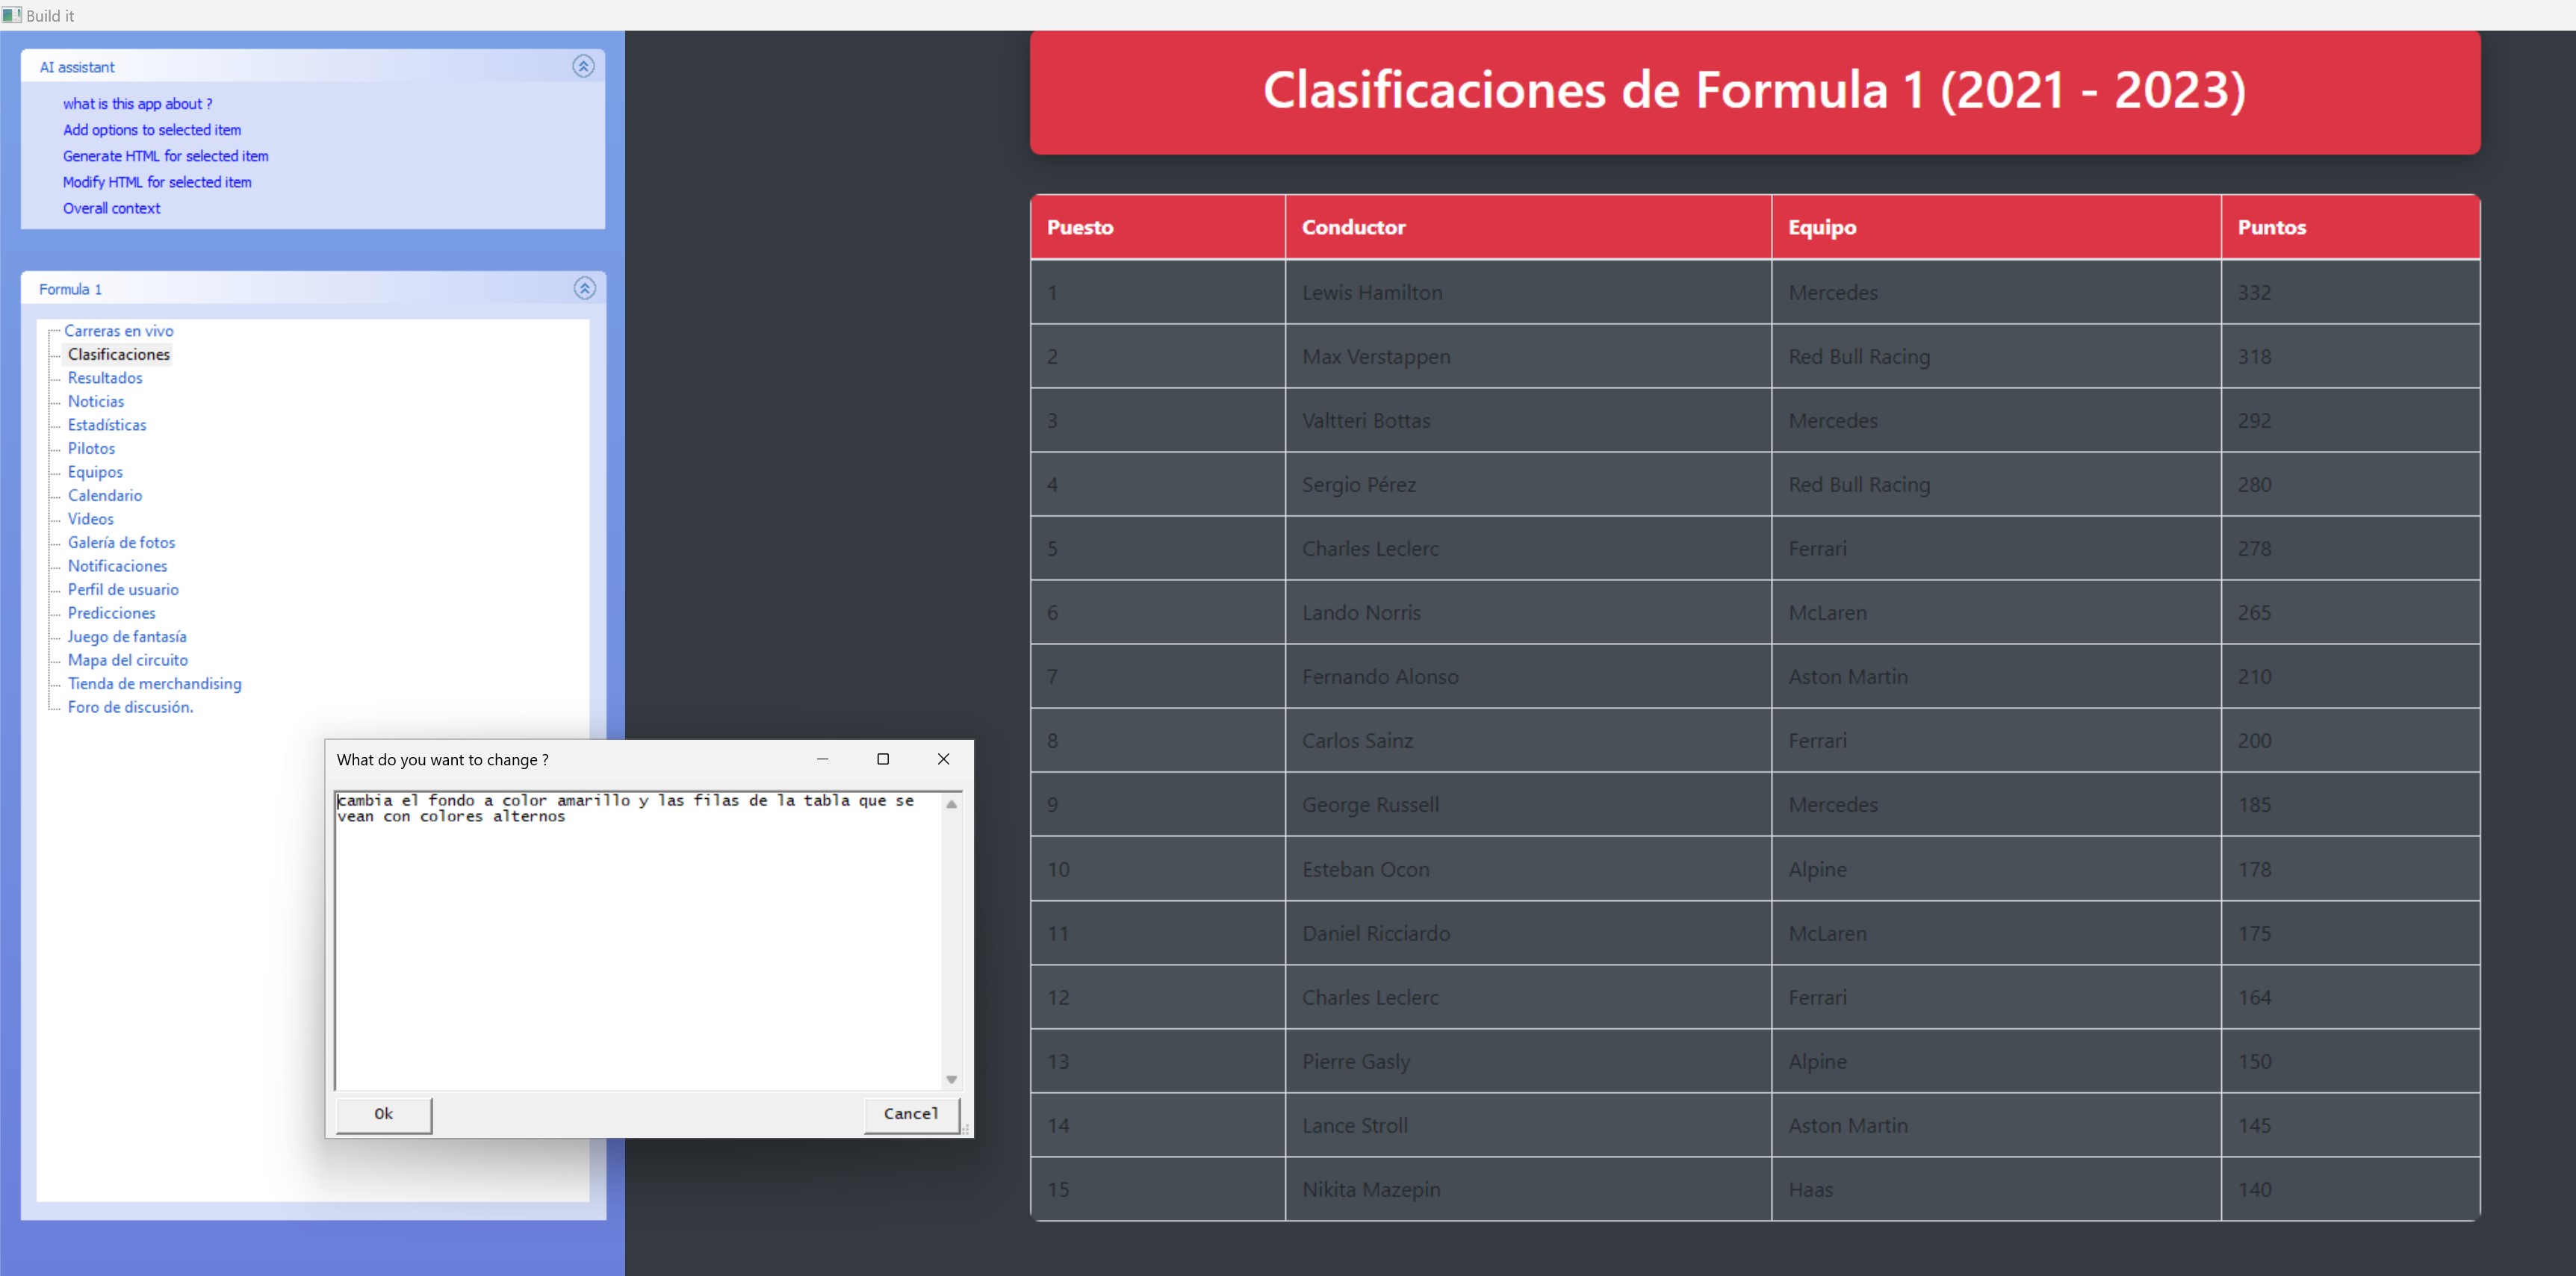 Build it
AI assistant
what is this app about ?
Add options to selected item
Generate HTML for selected item
Modify HTML for selected item
Overall context
Formula 1
Carreras en vivo
Clasificaciones
Resultados
Noticias
Estadísticas
Pilotos
Equipos
Calendario
Videos
Galería de fotos
Notificaciones
Perfil de usuario
Predicciones
Juego de fantasía
Mapa del circuito
Tienda de merchandising
Foro de discusión.
What do you want to change ?
cambia el fondo a color amarillo y las filas de la tabla que se
vean con colores alternos
Ok Cancel
Clasificaciones de Formula 1 (2021 - 2023)
Puesto Conductor Equipo Puntos
1 Lewis Hamilton Mercedes 332
2 Max Verstappen Red Bull Racing 318
3 Valtteri Bottas Mercedes 292
4 Sergio Pérez Red Bull Racing 280
5 Charles Leclerc Ferrari 278
6 Lando Norris McLaren 265
7 Fernando Alonso Aston Martin 210
8 Carlos Sainz Ferrari 200
9 George Russell Mercedes 185
10 Esteban Ocon Alpine 178
11 Daniel Ricciardo McLaren 175
12 Charles Leclerc Ferrari 164
13 Pierre Gasly Alpine 150
14 Lance Stroll Aston Martin 145
15 Nikita Mazepin Haas 140